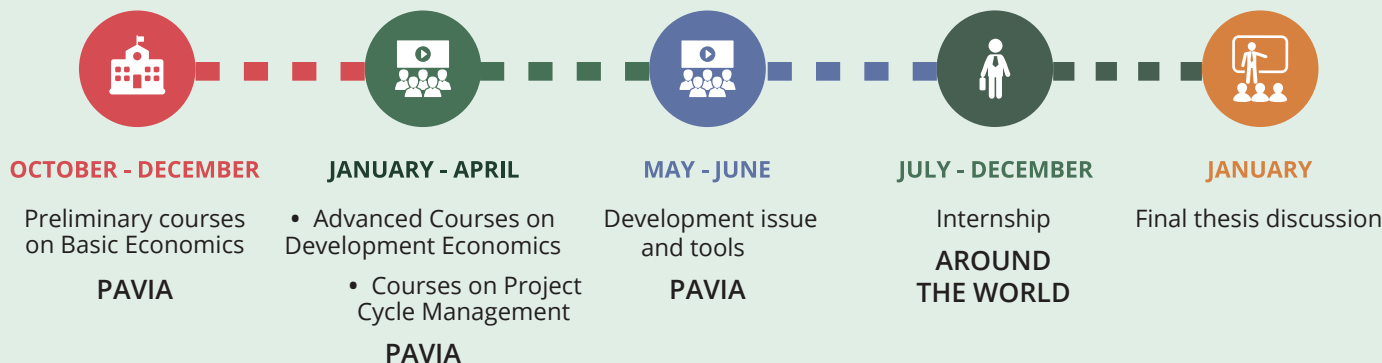 OCTOBER - DECEMBER
Preliminary courses
on Basic Economics
PAVIA
JANUARY - APRIL
• Advanced Courses on
Development Economics
• Courses on Project
Cycle Management
PAVIA
MAY - JUNE
Development issue
and tools
PAVIA
JULY - DECEMBER
Internship
AROUND
THE WORLD
JANUARY
Final thesis discussion